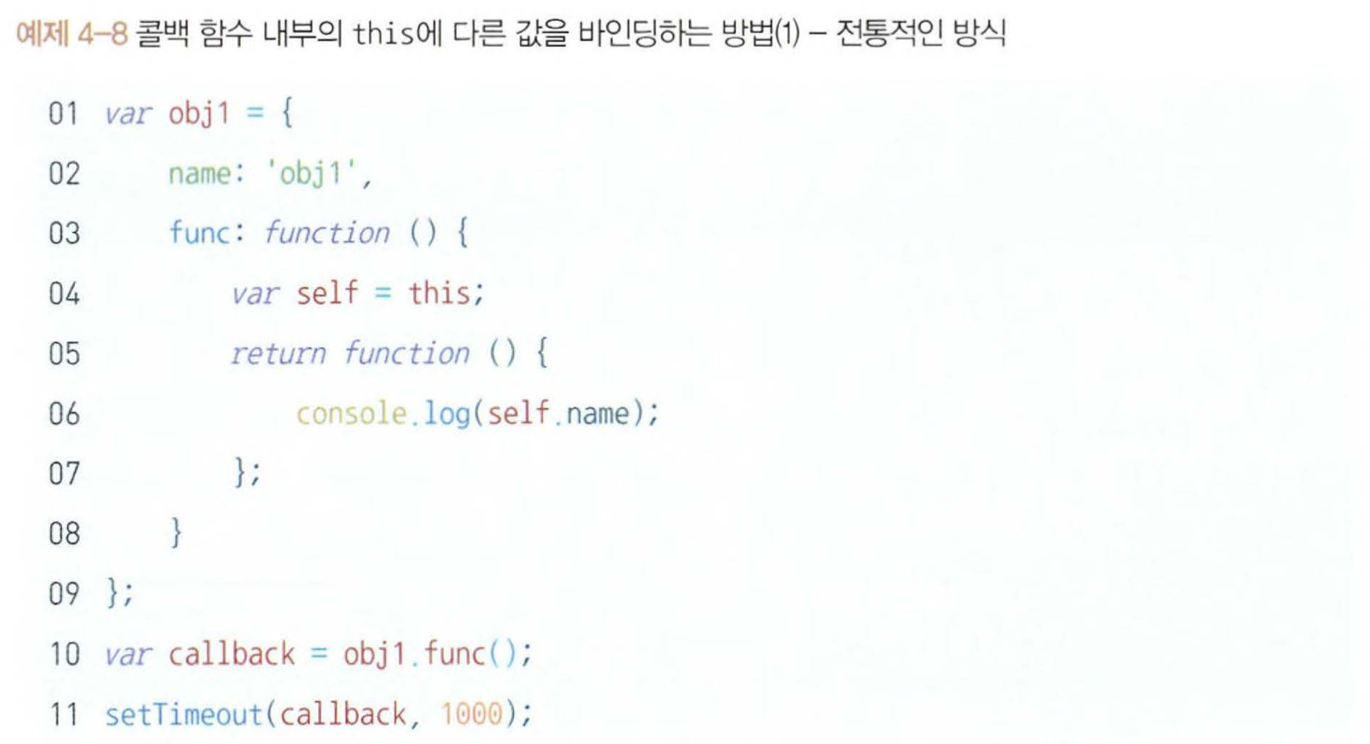 예제 4-8 콜백 함수 내부의 this에 다른 값을 바인딩하는 방법(1) – 전통적인 방식
01 var obj1 = {
02     name: 'obj1',
03     func: function () {
04         var self = this;
05         return function () {
06             console.log(self.name);
07         };
08     }
09 };
10 var callback = obj1.func();
11 setTimeout(callback, 1000);